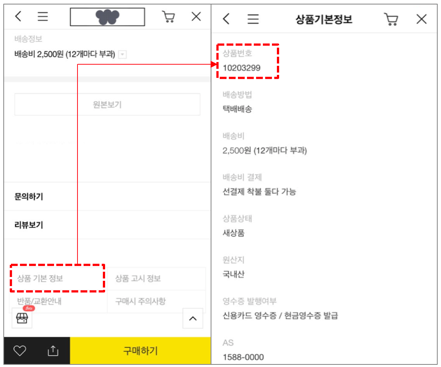 배송정보
배송비 2,500원 (12개마다 부과)
원본보기
문의하기
리뷰보기
상품 기본 정보
상품 고시 정보
반품/교환안내
구매시 주의사항
구매하기
상품기본정보
상품번호
10203299
배송방법
택배배송
배송비
2,500원 (12개마다 부과)
배송비 결제
선결제 착불 둘다 가능
상품상태
새상품
원산지
국내산
영수증 발행여부
신용카드 영수증 / 현금영수증 발급
AS
1588-0000